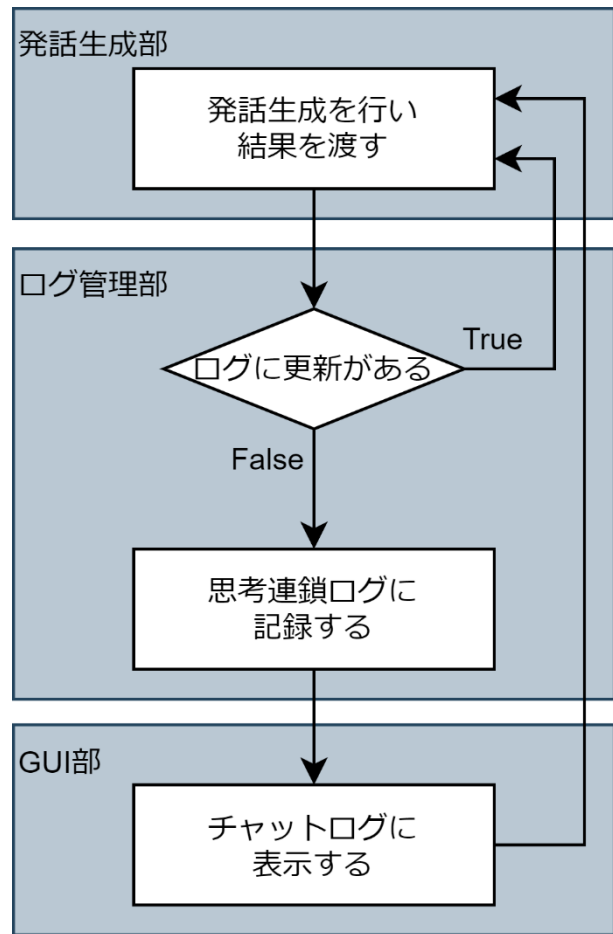 発話生成部
発話生成を行い
結果を渡す
ログ管理部
ログに更新がある
True
False
思考連鎖ログに
記録する
GUI部
チャットログに
表示する